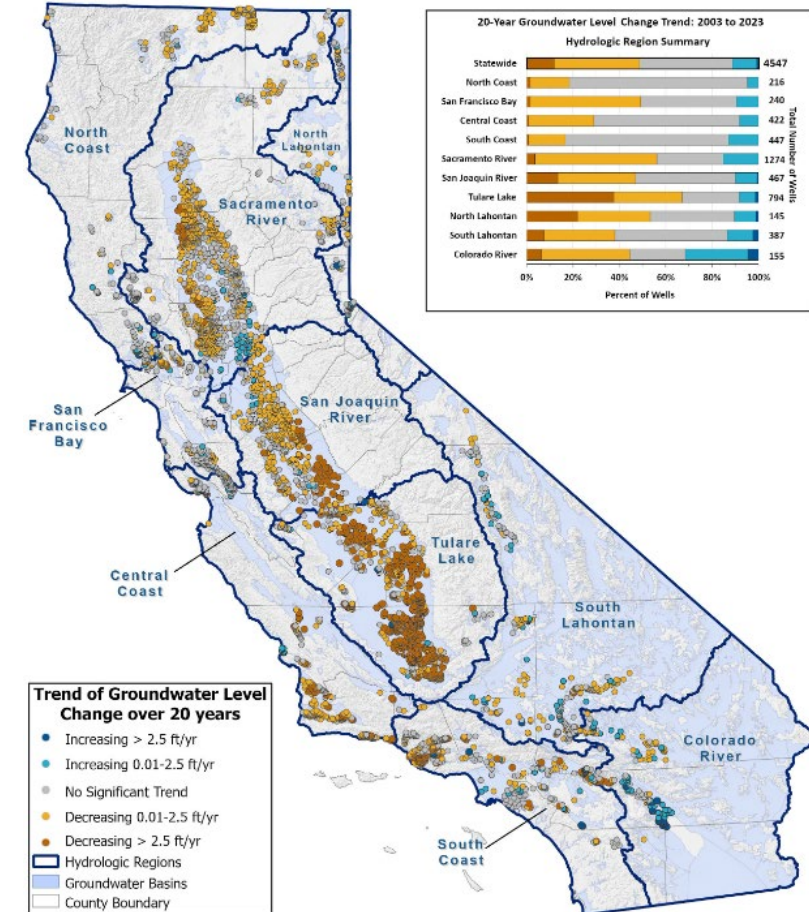 20-Year Groundwater Level Change Trend: 2003 to 2023
Hydrologic Region Summary
Statewide 4547
North Coast 216
San Francisco Bay 240
Central Coast 422
South Coast 447
Sacramento River 1274
San Joaquin River 467
Tulare Lake 794
North Lahontan 145
South Lahontan 387
Colorado River 155
Total Number of Wells
0% 20% 40% 60% 80% 100%
Percent of Wells
North
Coast
North
Lahontan
Sacramento
River
San
Francisco
Bay
San Joaquin
River
Tulare
Lake
Central
Coast
South
Lahontan
Colorado
River
South
Coast
Trend of Groundwater Level
Change over 20 years
Increasing > 2.5 ft/yr
Increasing 0.01-2.5 ft/yr
No Significant Trend
Decreasing 0.01-2.5 ft/yr
Decreasing > 2.5 ft/yr
Hydrologic Regions
Groundwater Basins
County Boundary